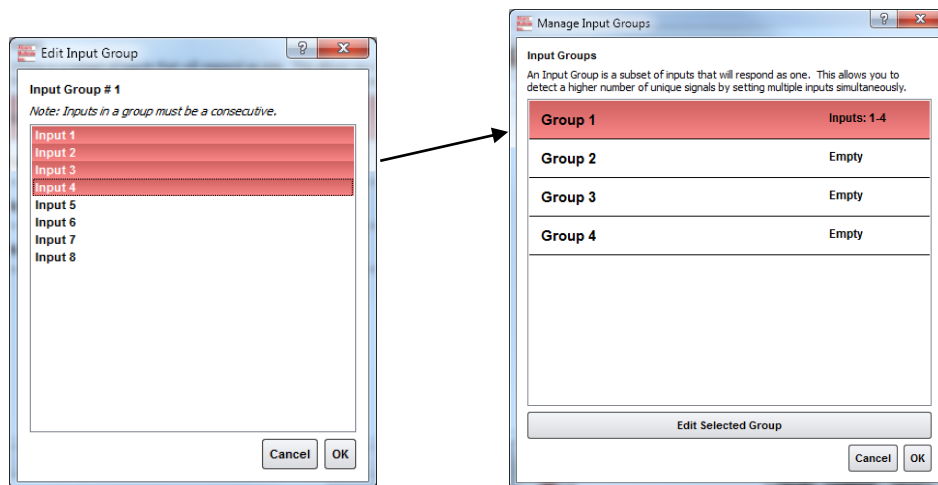 Edit Input Group
Input Group # 1
Note: Inputs in a group must be a consecutive.
Input 1
Input 2
Input 3
Input 4
Input 5
Input 6
Input 7
Input 8
Cancel
OK
Manage Input Groups
Input Groups
An Input Group is a subset of inputs that will respond as one. This allows you to
detect a higher number of unique signals by setting multiple inputs simultaneously.
Group 1 Inputs: 1-4
Group 2 Empty
Group 3 Empty
Group 4 Empty
Edit Selected Group
Cancel
OK